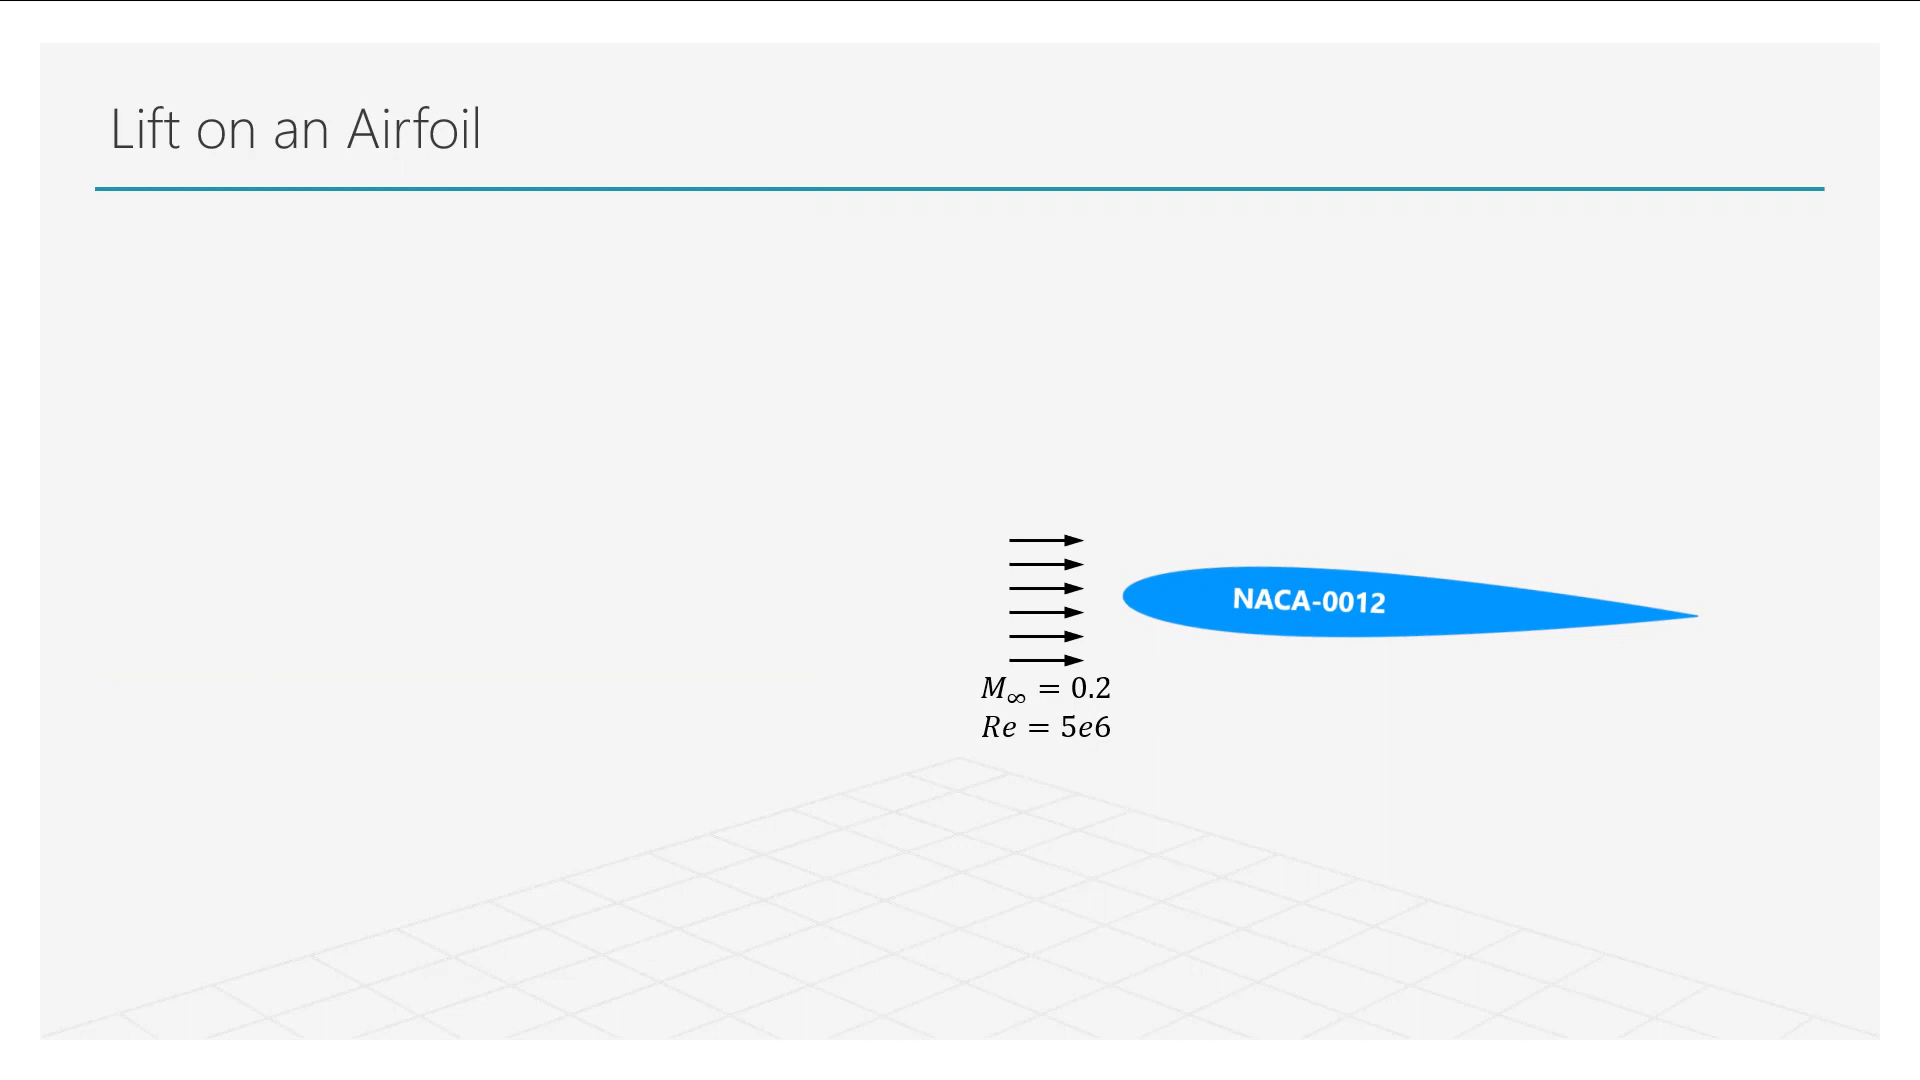 Lift on an Airfoil
NACA-0012
M∞ = 0.2
Re = 5e6